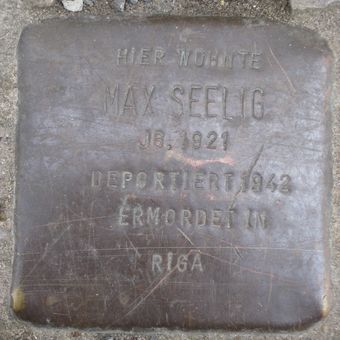 HIER WOHNTE
MAX SEELIG
JG. 1921
DEPORTIERT 1942
ERMORDET IN
RIGA